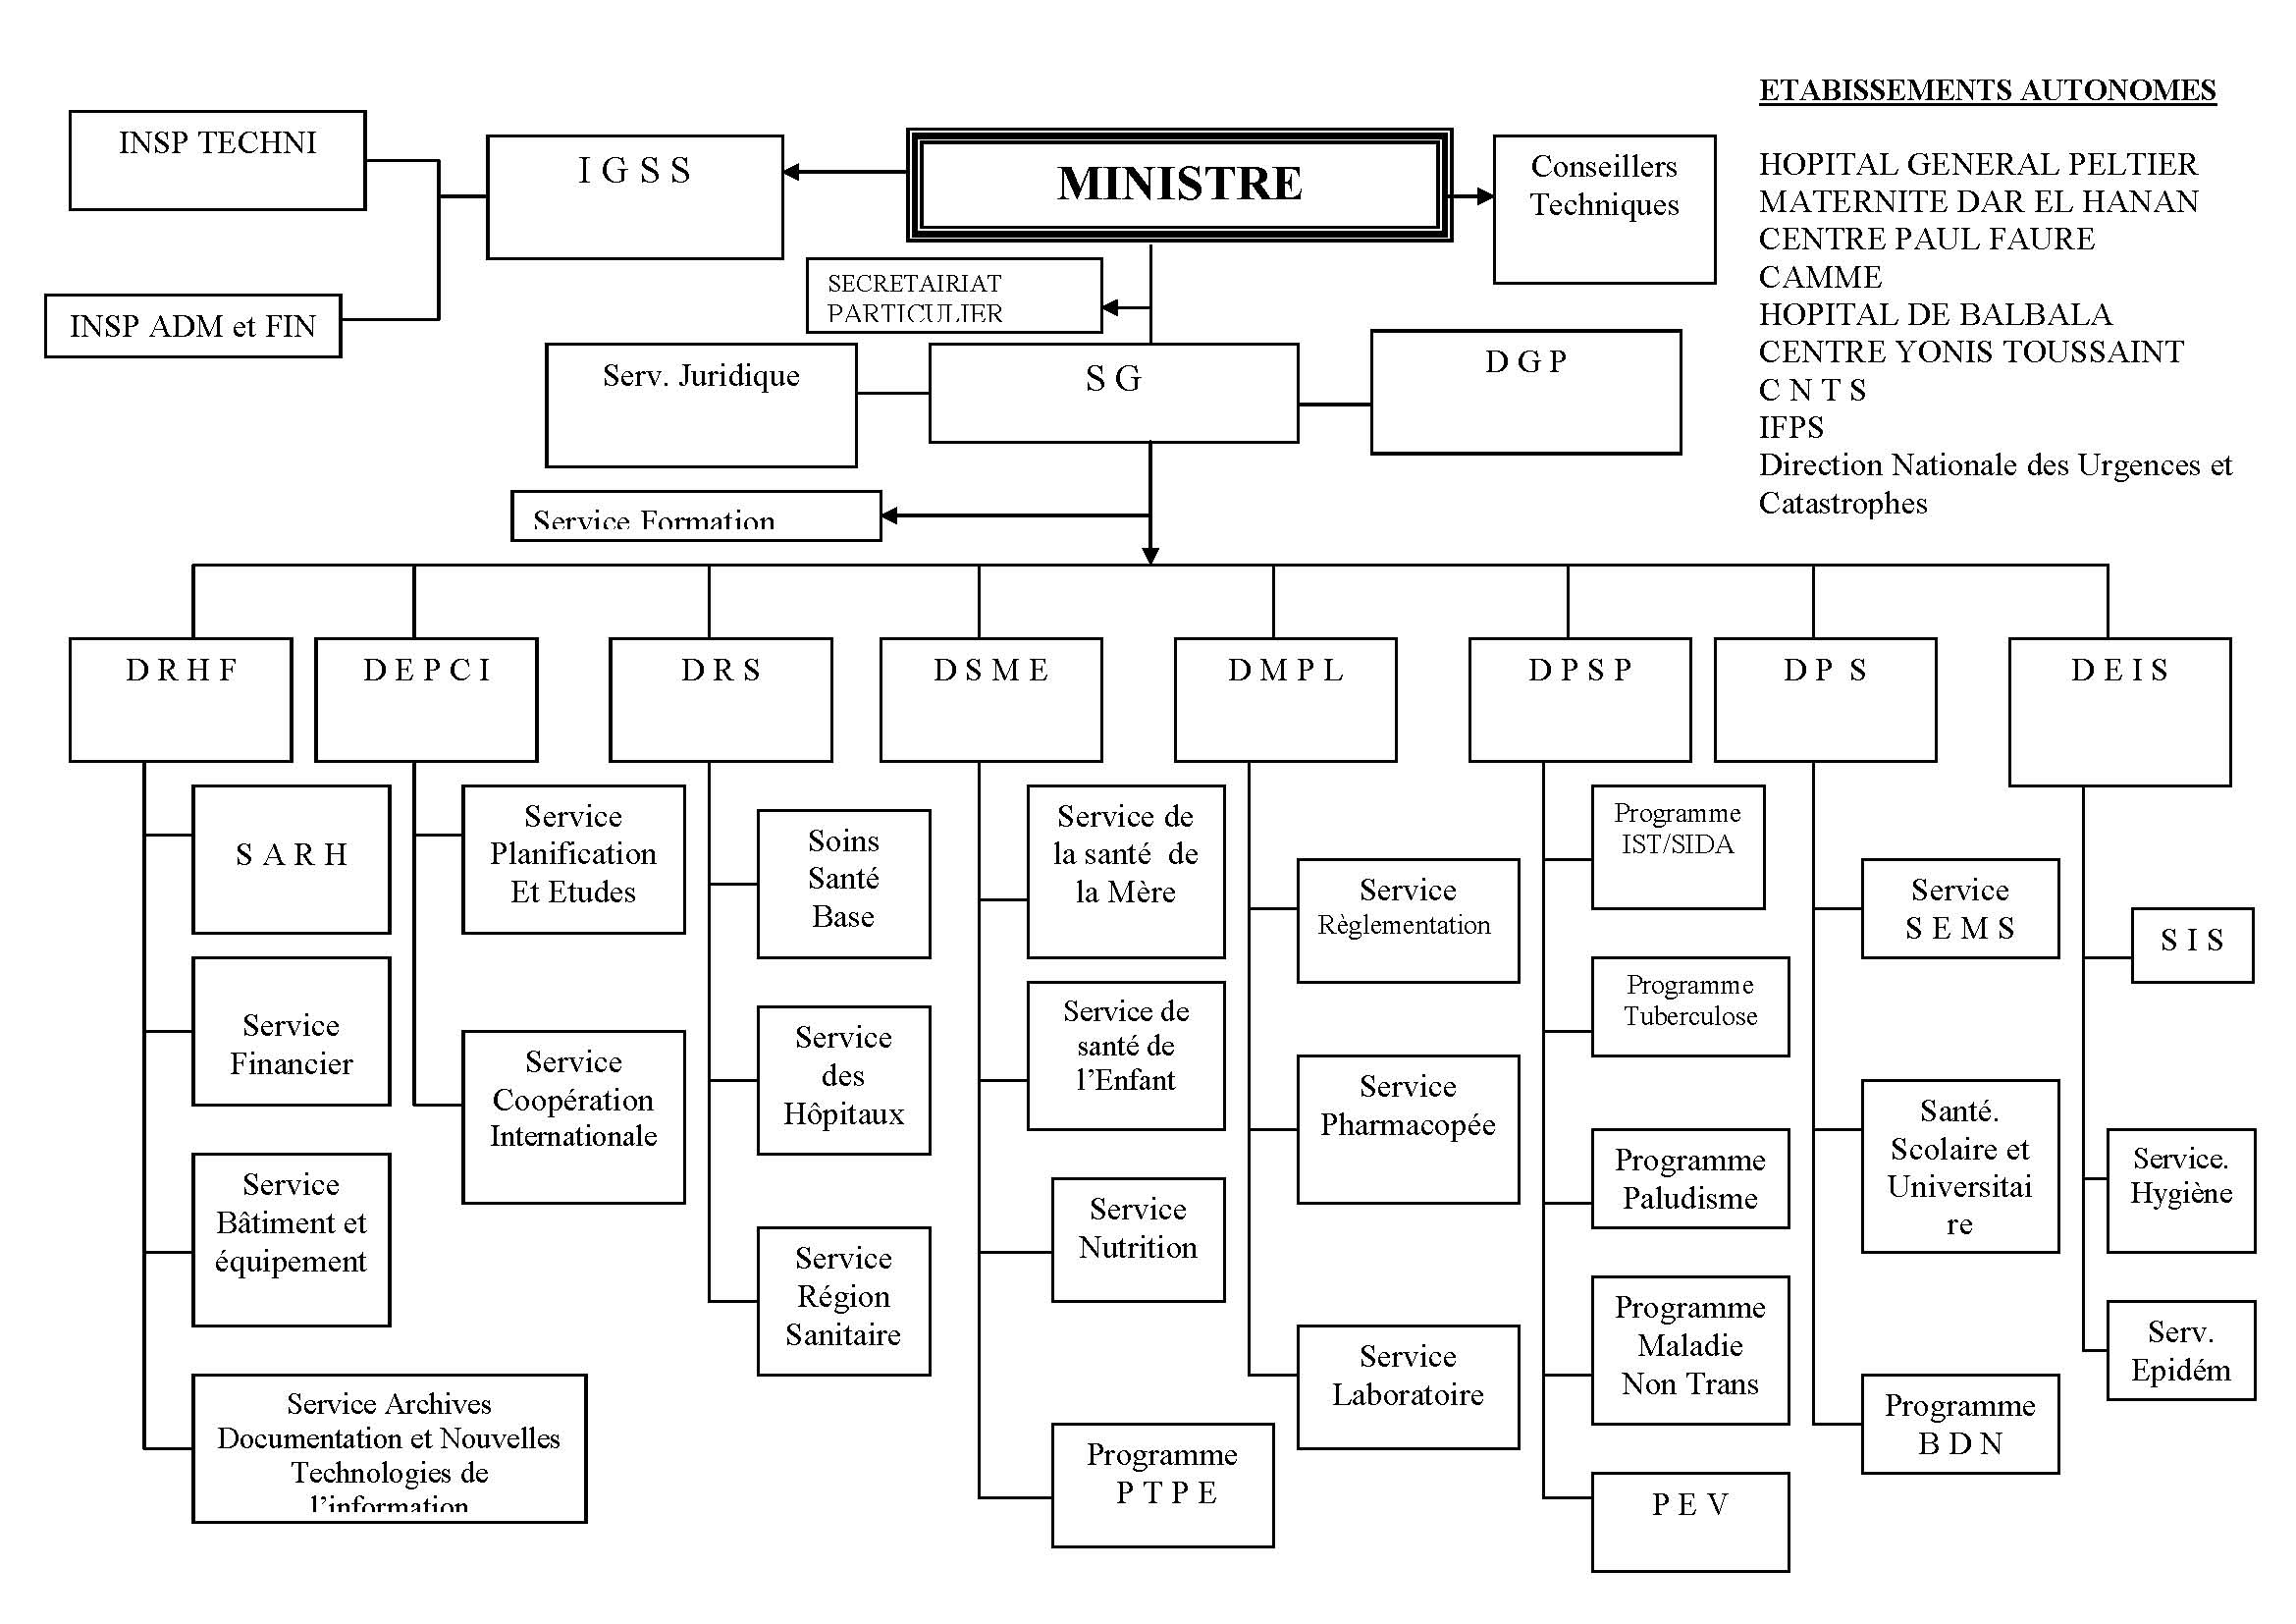 ETABISSEMENTS AUTONOMES
INSP TECHNI
I G S S
MINISTRE
Conseillers
Techniques
HOPITAL GENERAL PELTIER
MATERNITE DAR EL HANAN
CENTRE PAUL FAURE
CAMME
HOPITAL DE BALBALA
CENTRE YONIS TOUSSAINT
C N T S
IFPS
Direction Nationale des Urgences et
Catastrophes
SECRETAIRIAT
PARTICULIER
INSP ADM et FIN
Serv. Juridique
S G
D G P
Service Formation
D R H F
D E P C I
D R S
D S M E
D M P L
D P S P
D P S
D E I S
S A R H
Service
Financier
Service
Bâtiment et
équipement
Service Archives
Documentation et Nouvelles
Technologies de
l’information
Service
Planification
Et Etudes
Service
Coopération
Internationale
Soins
Santé
Base
Service
des
Hôpitaux
Service
Région
Sanitaire
Service de
la santé de
la Mère
Service de
santé de
l’Enfant
Service
Nutrition
Programme
P T P E
Service
Règlementation
Service
Pharmacopée
Service
Laboratoire
Programme
IST/SIDA
Programme
Tuberculose
Programme
Paludisme
Programme
Maladie
Non Trans
P E V
Service
S E M S
Santé.
Scolaire et
Universitai
re
Programme
B D N
S I S
Service.
Hygiène
Serv.
Epidém